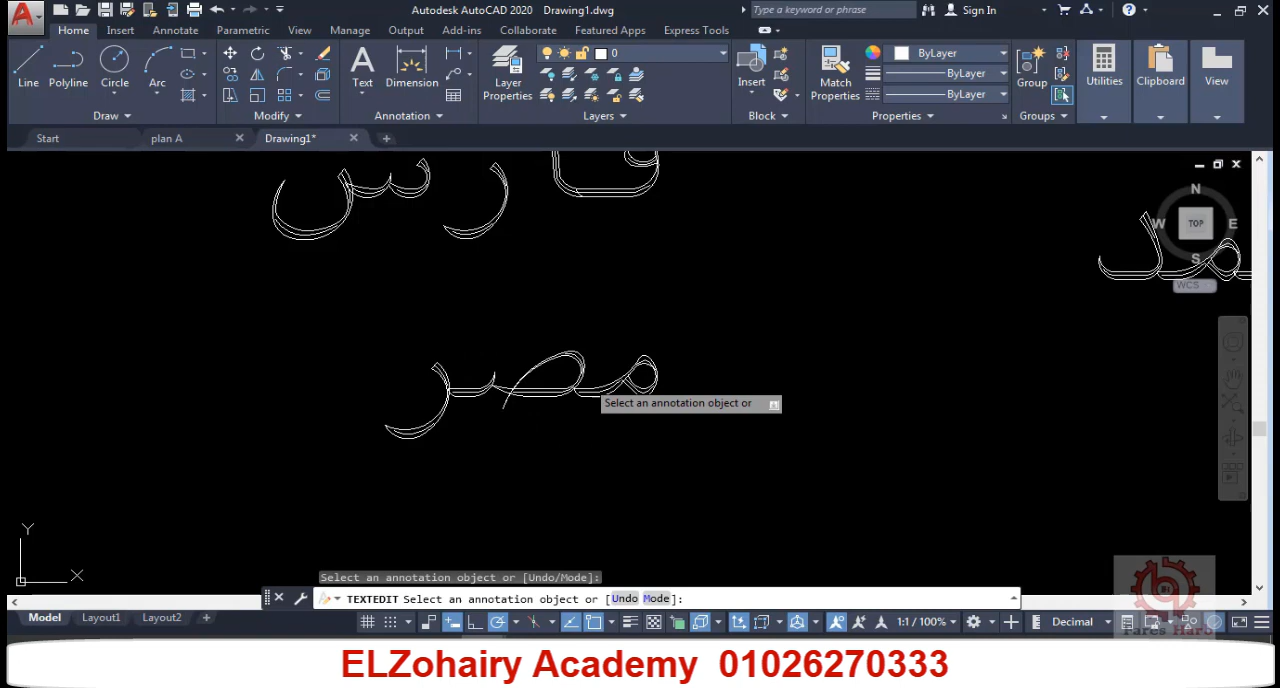 Autodesk AutoCAD 2020 Drawing1.dwg
Type a keyword or phrase
Sign In
Home Insert Annotate Parametric View Manage Output Add-ins Collaborate Featured Apps Express Tools
Line Polyline Circle Arc
Text Dimension
Layer Properties
0
Insert
Match Properties
ByLayer
ByLayer
ByLayer
Group
Utilities
Clipboard
View
Draw Modify Annotation Layers Block Properties Groups
Start plan A Drawing1*
فارس
N
W TOP E
S
WCS
مصر
Select an annotation object or
Y
X
Select an annotation object or [Undo/Mode]:
TEXTEDIT Select an annotation object or [Undo Mode]:
Model Layout1 Layout2
1:1 / 100%
Decimal
Fares Harb
ELZohairy Academy 01026270333